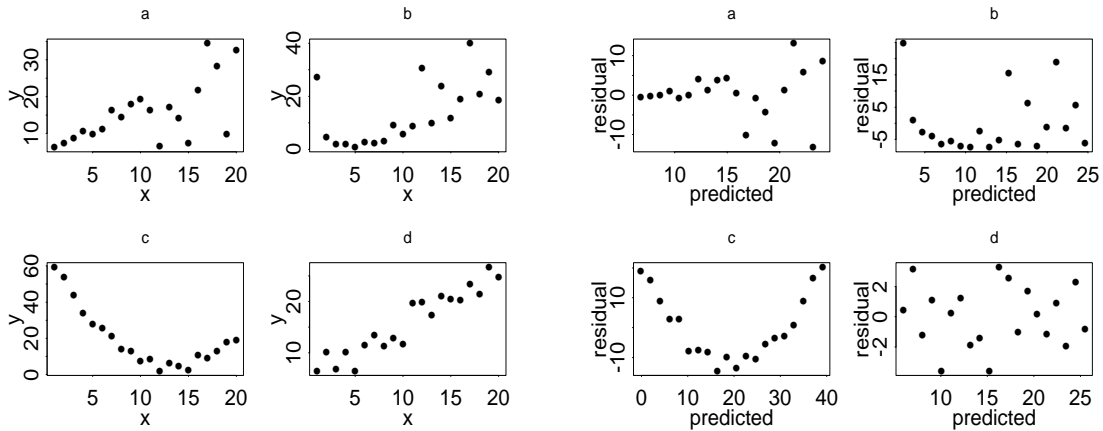 a
y
10 20 30
5 10 15 20
x
b
y
0 20 40
5 10 15 20
x
a
residual
-10 0 10
10 15 20
predicted
b
residual
-5 5 15
5 10 15 20 25
predicted
c
y
0 20 40 60
5 10 15 20
x
d
y
10 20
5 10 15 20
x
c
residual
-10 10
0 10 20 30 40
predicted
d
residual
-2 0 2
10 15 20 25
predicted